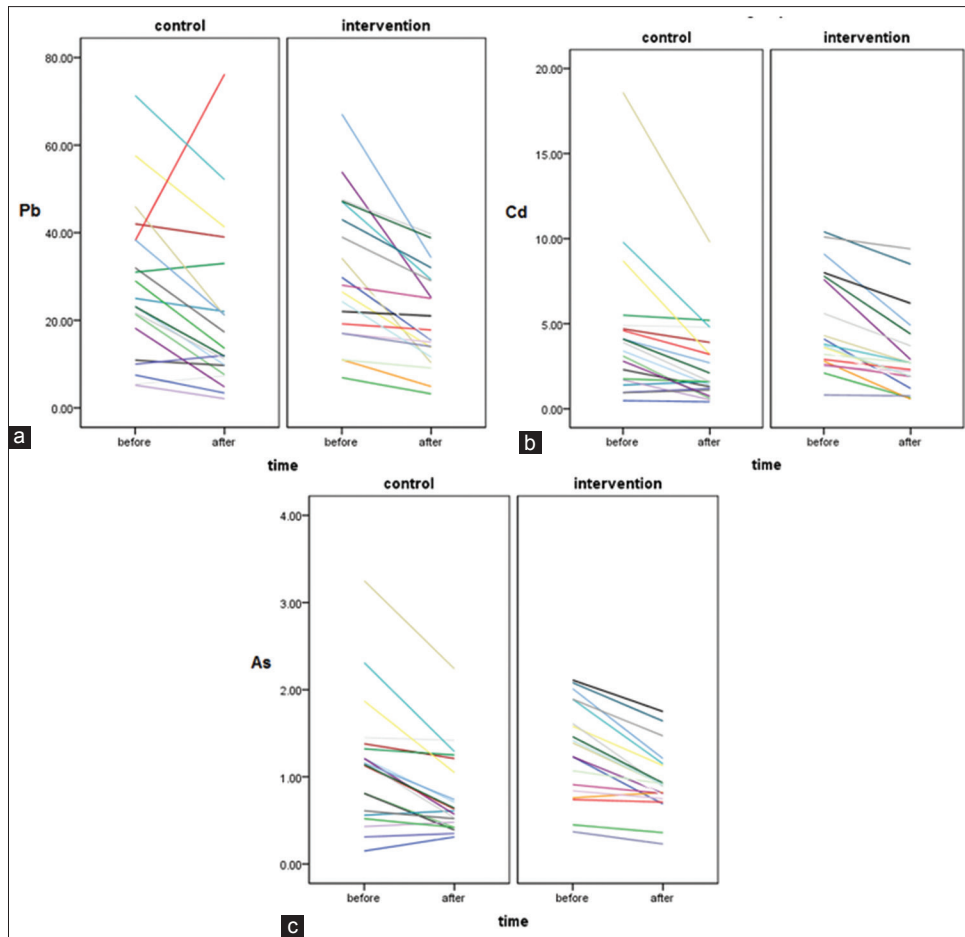 control intervention
80.00
60.00
Pb
40.00
20.00
0.00
before after before after
time
a
control intervention
20.00
15.00
Cd
10.00
5.00
0.00
before after before after
time
b
control intervention
4.00
3.00
As
2.00
1.00
0.00
before after before after
time
c